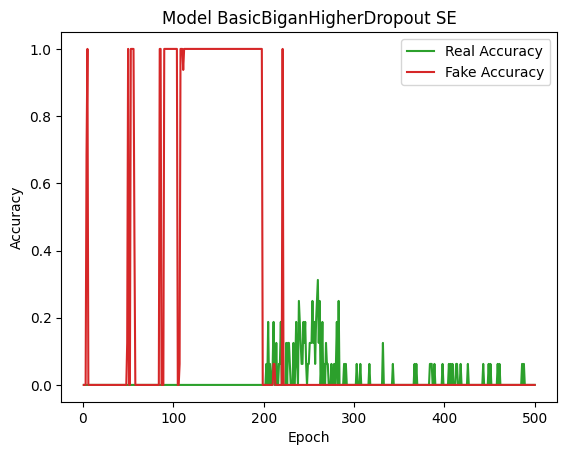 Model BasicBiganHigherDropout SE
Real Accuracy
Fake Accuracy
Accuracy
1.0
0.8
0.6
0.4
0.2
0.0
0
100
200
300
400
500
Epoch